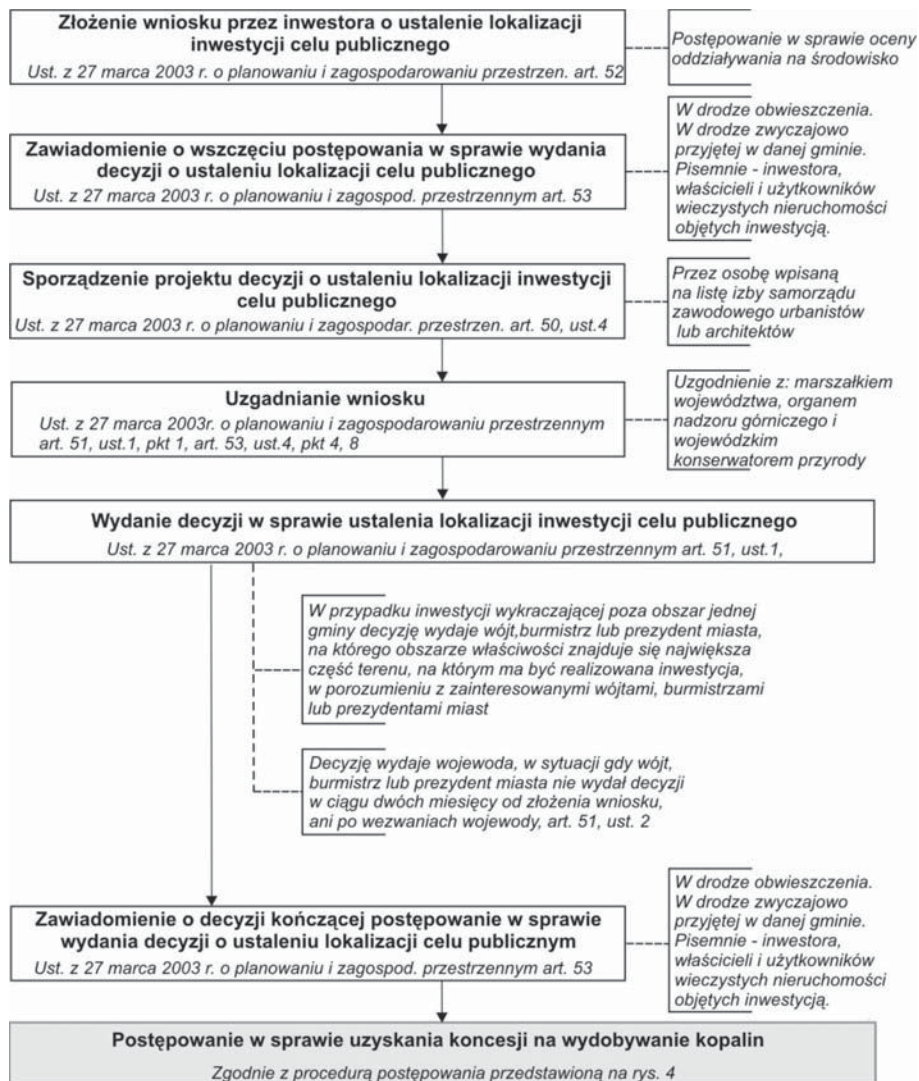 Złożenie wniosku przez inwestora o ustalenie lokalizacji
inwestycji celu publicznego
Ust. z 27 marca 2003 r. o planowaniu i zagospodarowaniu przestrzen. art. 52
Postępowanie w sprawie oceny
oddziaływania na środowisko
Zawiadomienie o wszczęciu postępowania w sprawie wydania
decyzji o ustaleniu lokalizacji celu publicznego
Ust. z 27 marca 2003 r. o planowaniu i zagospod. przestrzennym art. 53
W drodze obwieszczenia.
W drodze zwyczajowo
przyjętej w danej gminie.
Pisemnie - inwestora,
właścicieli i użytkowników
wieczystych nieruchomości
objętych inwestycją.
Sporządzenie projektu decyzji o ustaleniu lokalizacji inwestycji
celu publicznego
Ust. z 27 marca 2003 r. o planowaniu i zagospodar. przestrzen. art. 50, ust.4
Przez osobę wpisaną
na listę izby samorządu
zawodowego urbanistów
lub architektów
Uzgadnianie wniosku
Ust. z 27 marca 2003r. o planowaniu i zagospodarowaniu przestrzennym
art. 51, ust.1, pkt 1, art. 53, ust.4, pkt 4, 8
Uzgodnienie z: marszałkiem
województwa, organem
nadzoru górniczego i
wojewódzkim
konserwatorem przyrody
Wydanie decyzji w sprawie ustalenia lokalizacji inwestycji celu publicznego
Ust. z 27 marca 2003 r. o planowaniu i zagospodarowaniu przestrzennym art. 51, ust.1,
W przypadku inwestycji wykraczającej poza obszar jednej
gminy decyzję wydaje wójt,burmistrz lub prezydent miasta,
na którego obszarze właściwości znajduje się największa
część terenu, na którym ma być realizowana inwestycja,
w porozumieniu z zainteresowanymi wójtami, burmistrzami
lub prezydentami miast
Decyzję wydaje wojewoda, w sytuacji gdy wójt,
burmistrz lub prezydent miasta nie wydał decyzji
w ciągu dwóch miesięcy od złożenia wniosku,
ani po wezwaniach wojewody, art. 51, ust. 2
Zawiadomienie o decyzji kończącej postępowanie w sprawie
wydania decyzji o ustaleniu lokalizacji celu publicznym
Ust. z 27 marca 2003 r. o planowaniu i zagospod. przestrzennym art. 53
W drodze obwieszczenia.
W drodze zwyczajowo
przyjętej w danej gminie.
Pisemnie - inwestora,
właścicieli i użytkowników
wieczystych nieruchomości
objętych inwestycją.
Postępowanie w sprawie uzyskania koncesji na wydobywanie kopalin
Zgodnie z procedurą postępowania przedstawioną na rys. 4